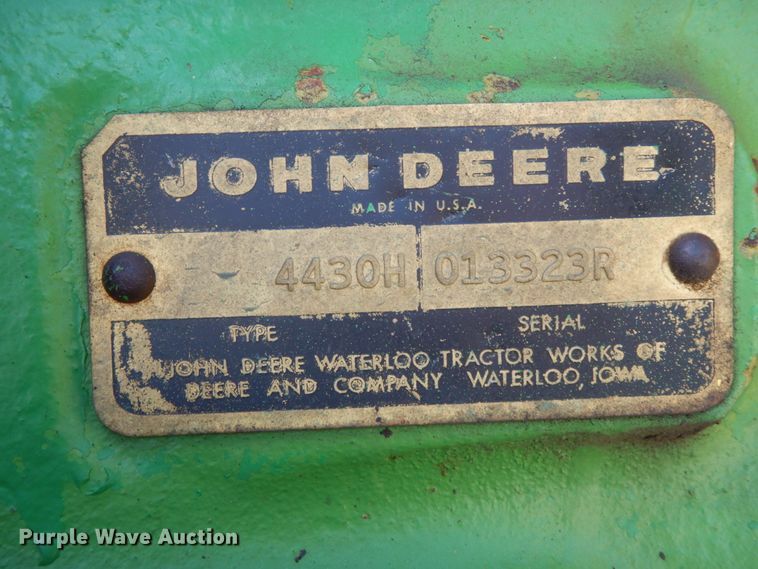 JOHN DEERE
MADE IN U.S.A.
4430H 013323R
TYPE SERIAL
JOHN DEERE WATERLOO TRACTOR WORKS OF
DEERE AND COMPANY WATERLOO, IOWA
Purple Wave Auction